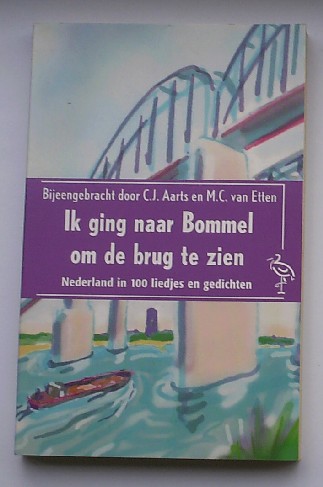 Bijeengebracht door C.J. Aarts en M.C. van Etten
Ik ging naar Bommel
om de brug te zien
Nederland in 100 liedjes en gedichten